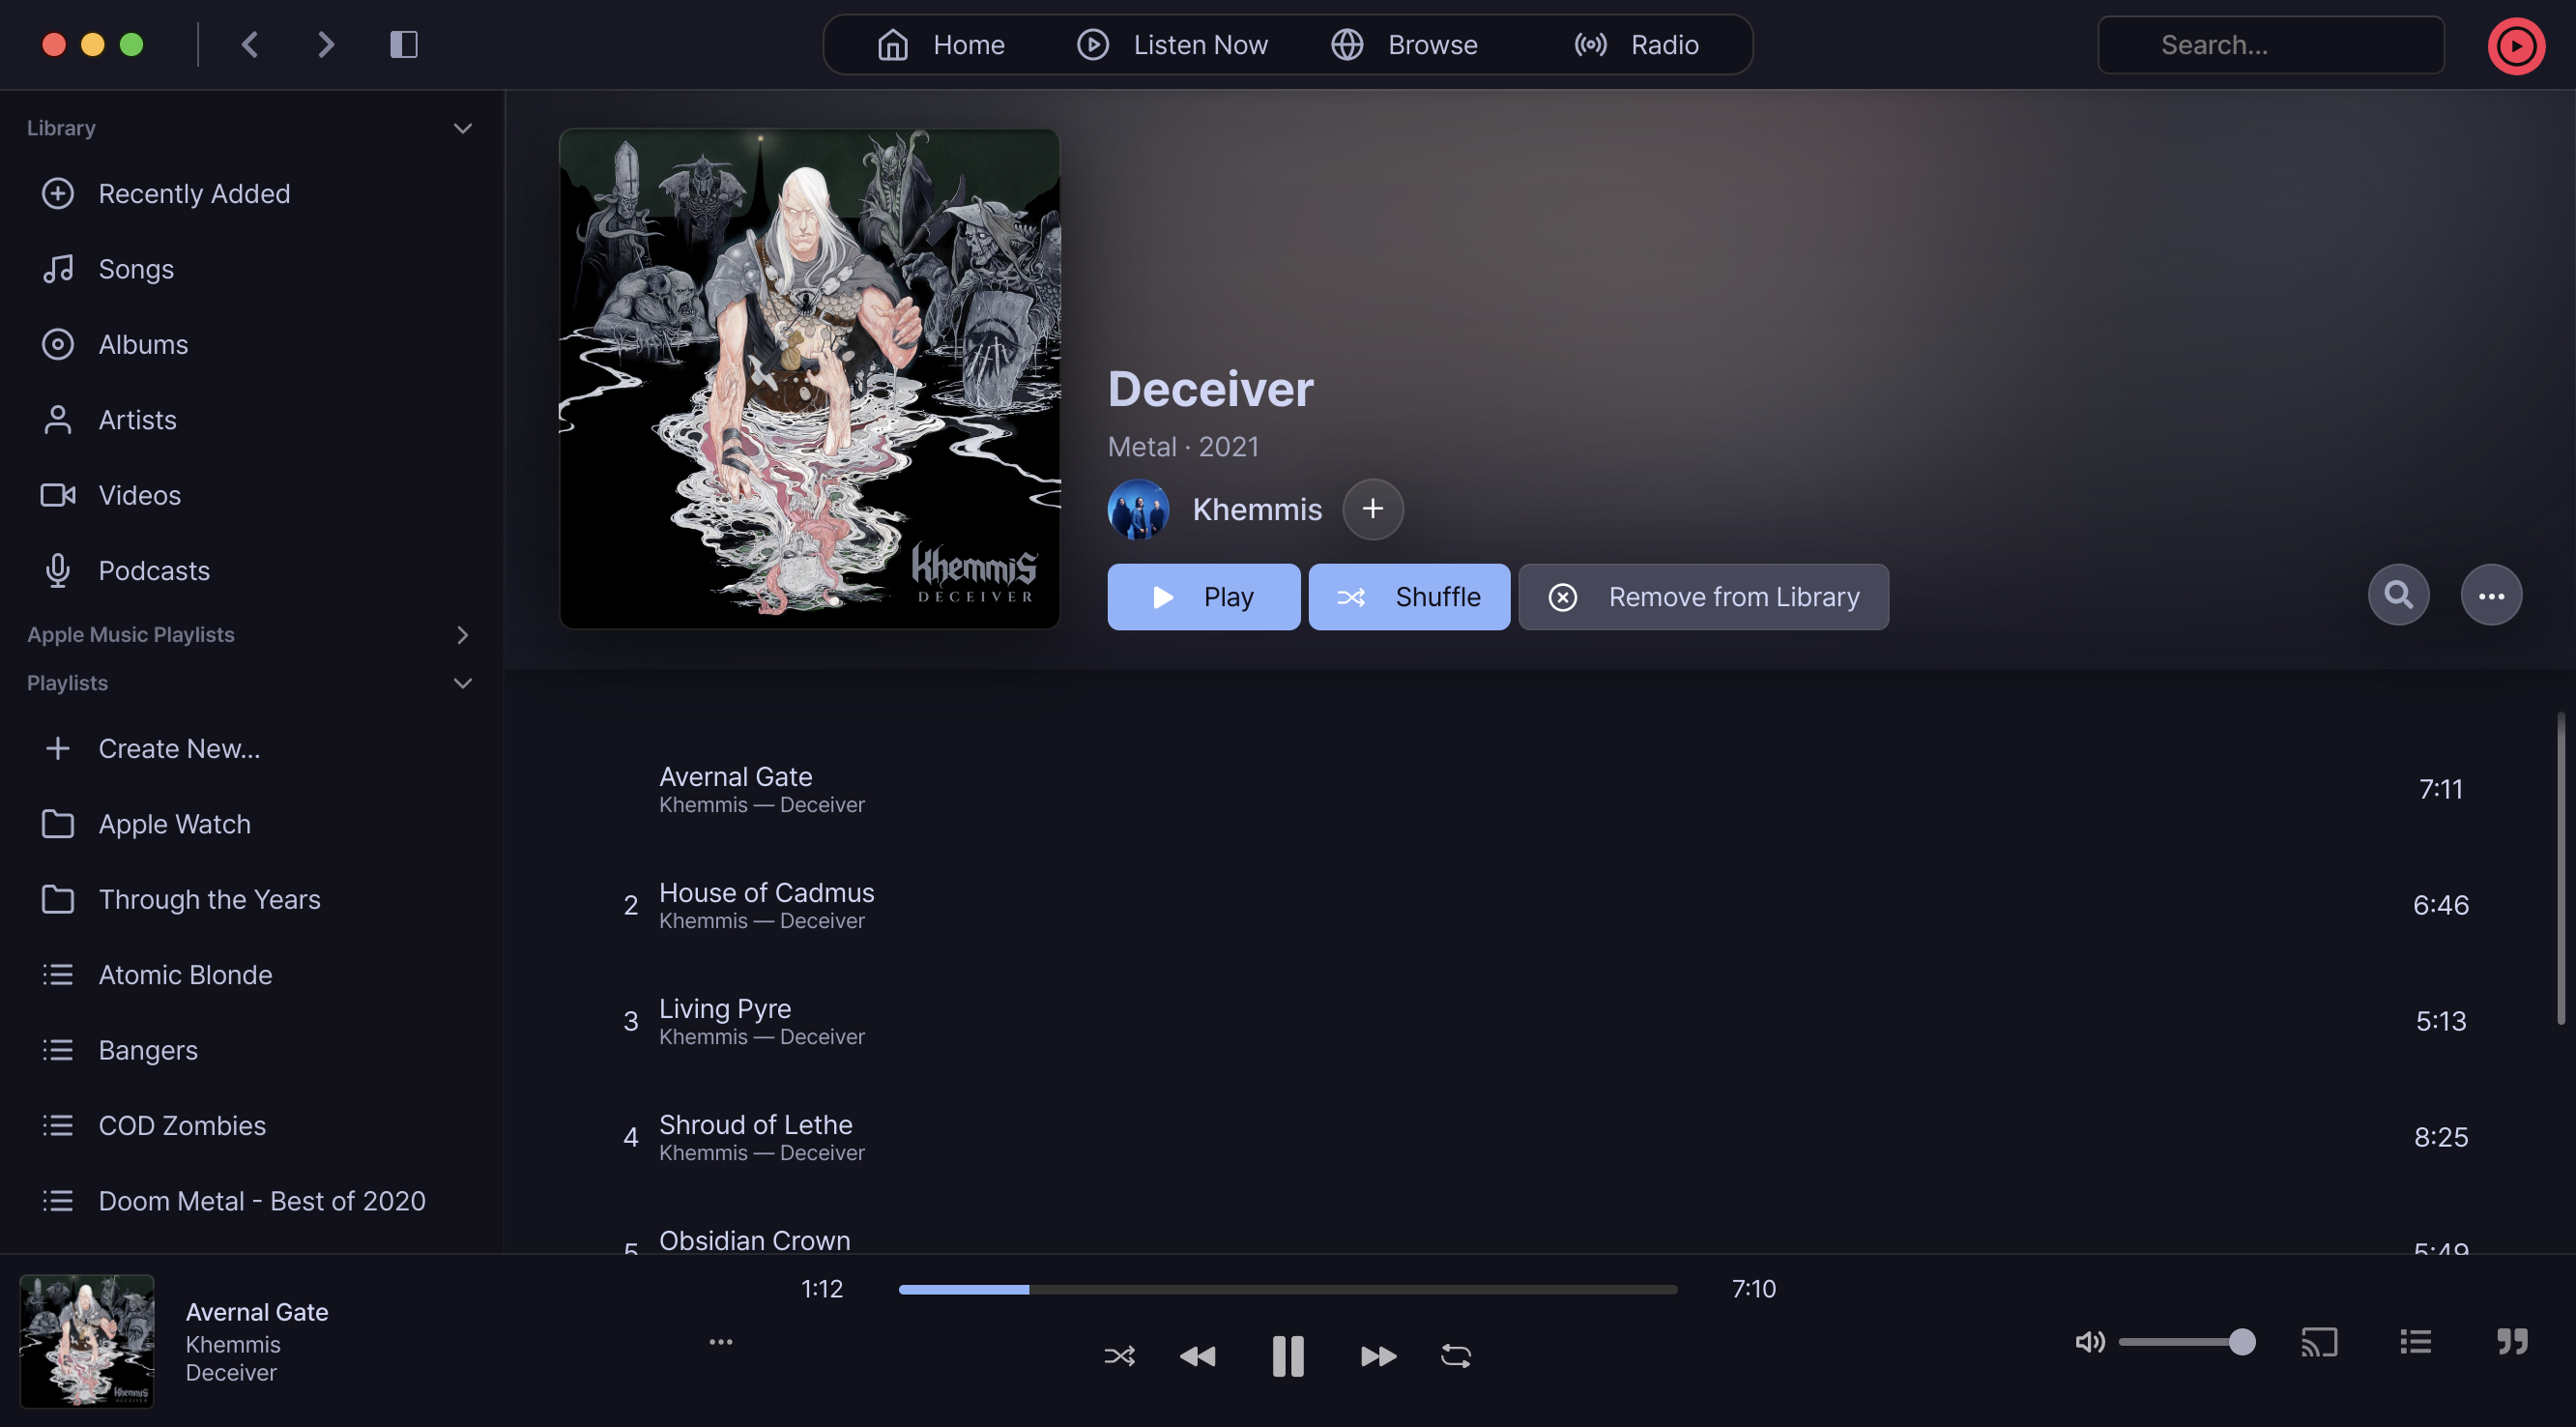 Home
Listen Now
Browse
Radio
Search...
Library
Recently Added
Songs
Albums
Artists
Videos
Podcasts
Apple Music Playlists
Playlists
Create New...
Apple Watch
Through the Years
Atomic Blonde
Bangers
COD Zombies
Doom Metal - Best of 2020
Khemmis
DECEIVER
Deceiver
Metal · 2021
Khemmis
Play
Shuffle
Remove from Library
Avernal Gate
Khemmis — Deceiver
7:11
2
House of Cadmus
Khemmis — Deceiver
6:46
3
Living Pyre
Khemmis — Deceiver
5:13
4
Shroud of Lethe
Khemmis — Deceiver
8:25
5
Obsidian Crown
5:49
Khemmis
Avernal Gate
Khemmis
Deceiver
1:12
7:10